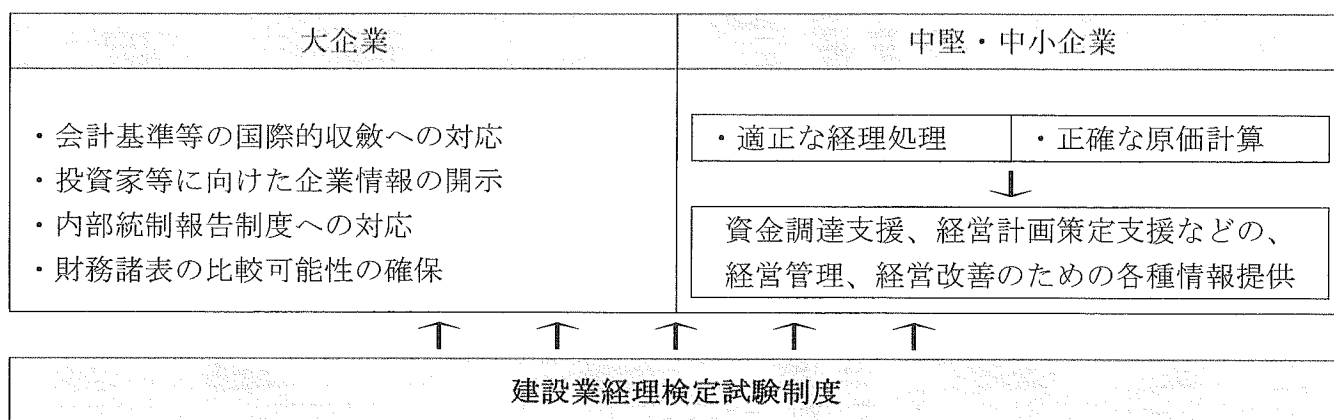 大企業
中堅・中小企業
・会計基準等の国際的収斂への対応
・投資家等に向けた企業情報の開示
・内部統制報告制度への対応
・財務諸表の比較可能性の確保
・適正な経理処理
・正確な原価計算
資金調達支援、経営計画策定支援などの、
経営管理、経営改善のための各種情報提供
建設業経理検定試験制度